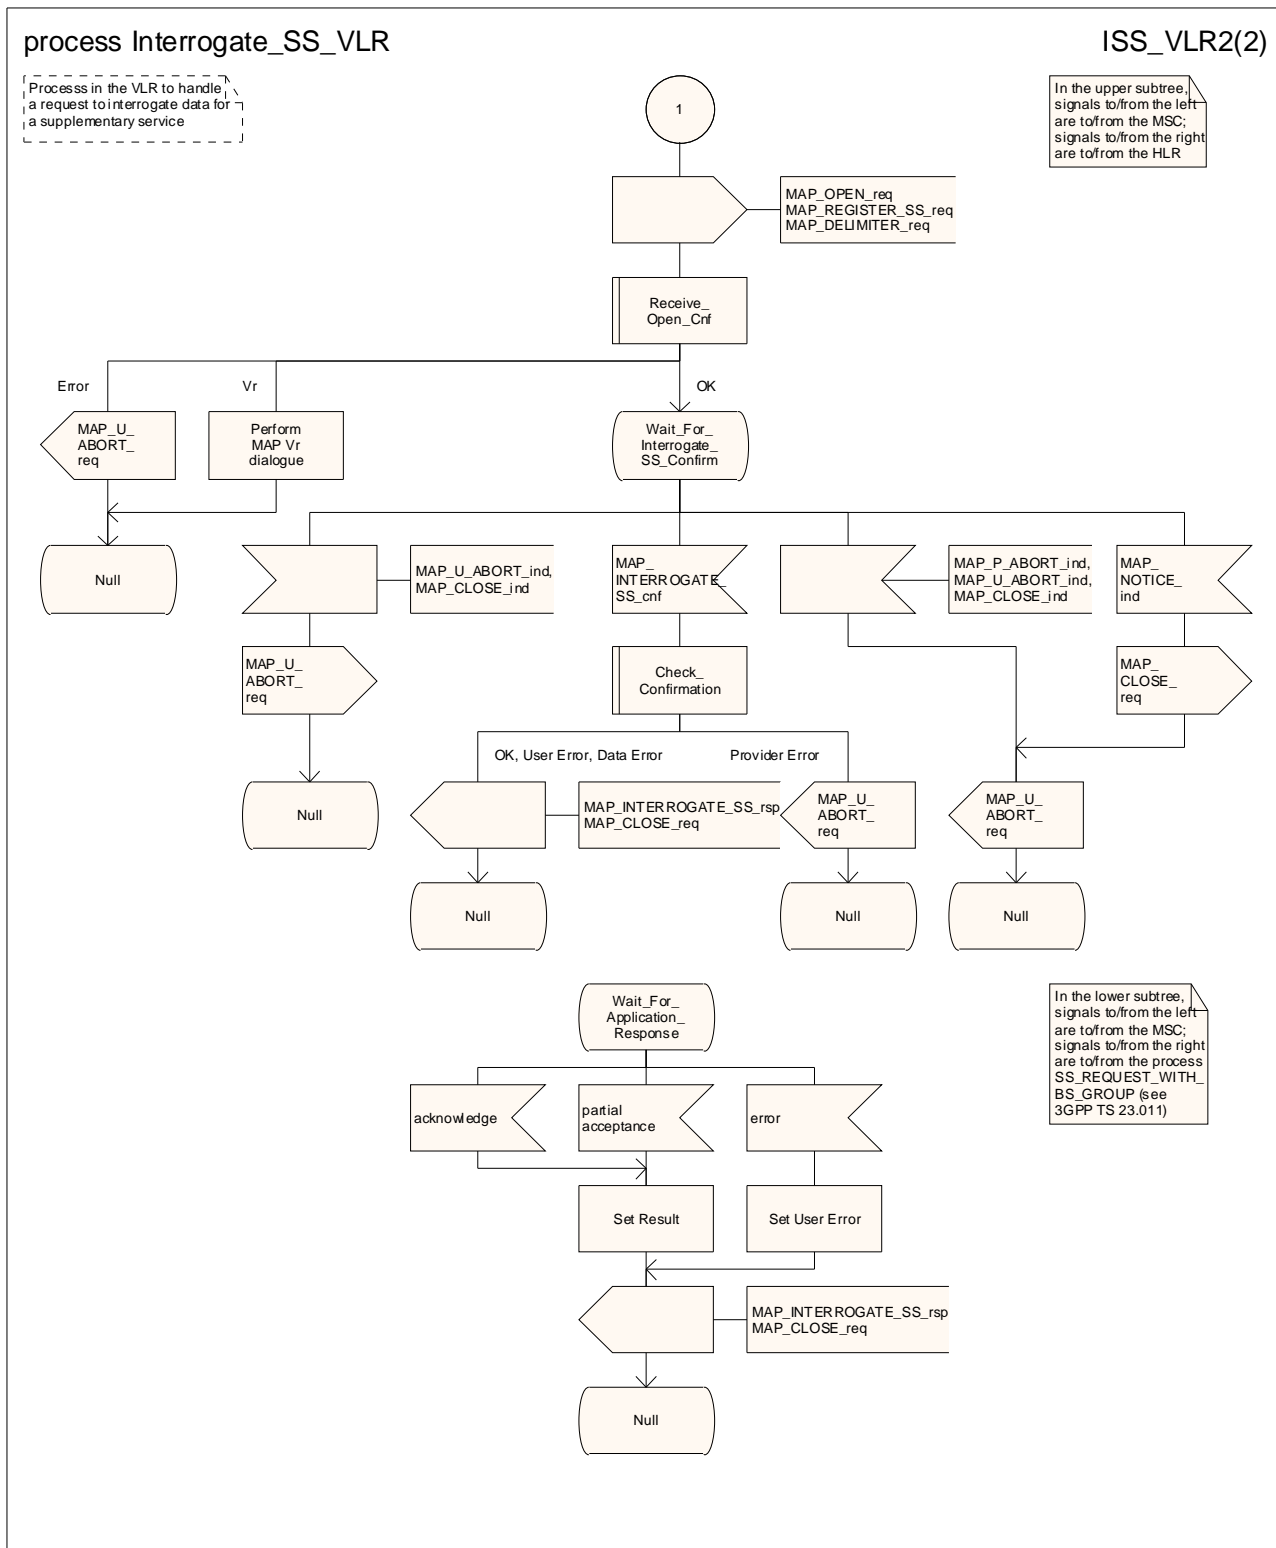 process Interrogate_SS_VLR
ISS_VLR2(2)
Processs in the VLR to handle
a request to interrogate data for
a supplementary service
1
In the upper subtree,
signals to/from the left
are to/from the MSC;
signals to/from the right
are to/from the HLR
MAP_OPEN_req
MAP_REGISTER_SS_req
MAP_DELIMITER_req
Receive_
Open_Cnf
Error
Vr
OK
MAP_U_
ABORT_
req
Perform
MAP Vr
dialogue
Wait_For_
Interrogate_
SS_Confirm
Null
MAP_U_ABORT_ind,
MAP_CLOSE_ind
MAP_
INTERROGATE_
SS_cnf
MAP_P_ABORT_ind,
MAP_U_ABORT_ind,
MAP_CLOSE_ind
MAP_
NOTICE_
ind
MAP_U_
ABORT_
req
Check_
Confirmation
MAP_
CLOSE_
req
OK, User Error, Data Error
Provider Error
Null
MAP_INTERROGATE_SS_rsp
MAP_CLOSE_req
MAP_U_
ABORT_
req
MAP_U_
ABORT_
req
Null
Null
Null
Wait_For_
Application_
Response
In the lower subtree,
signals to/from the left
are to/from the MSC;
signals to/from the right
are to/from the process
SS_REQUEST_WITH_
BS_GROUP (see
3GPP TS 23.011)
acknowledge
partial
acceptance
error
Set Result
Set User Error
MAP_INTERROGATE_SS_rsp
MAP_CLOSE_req
Null